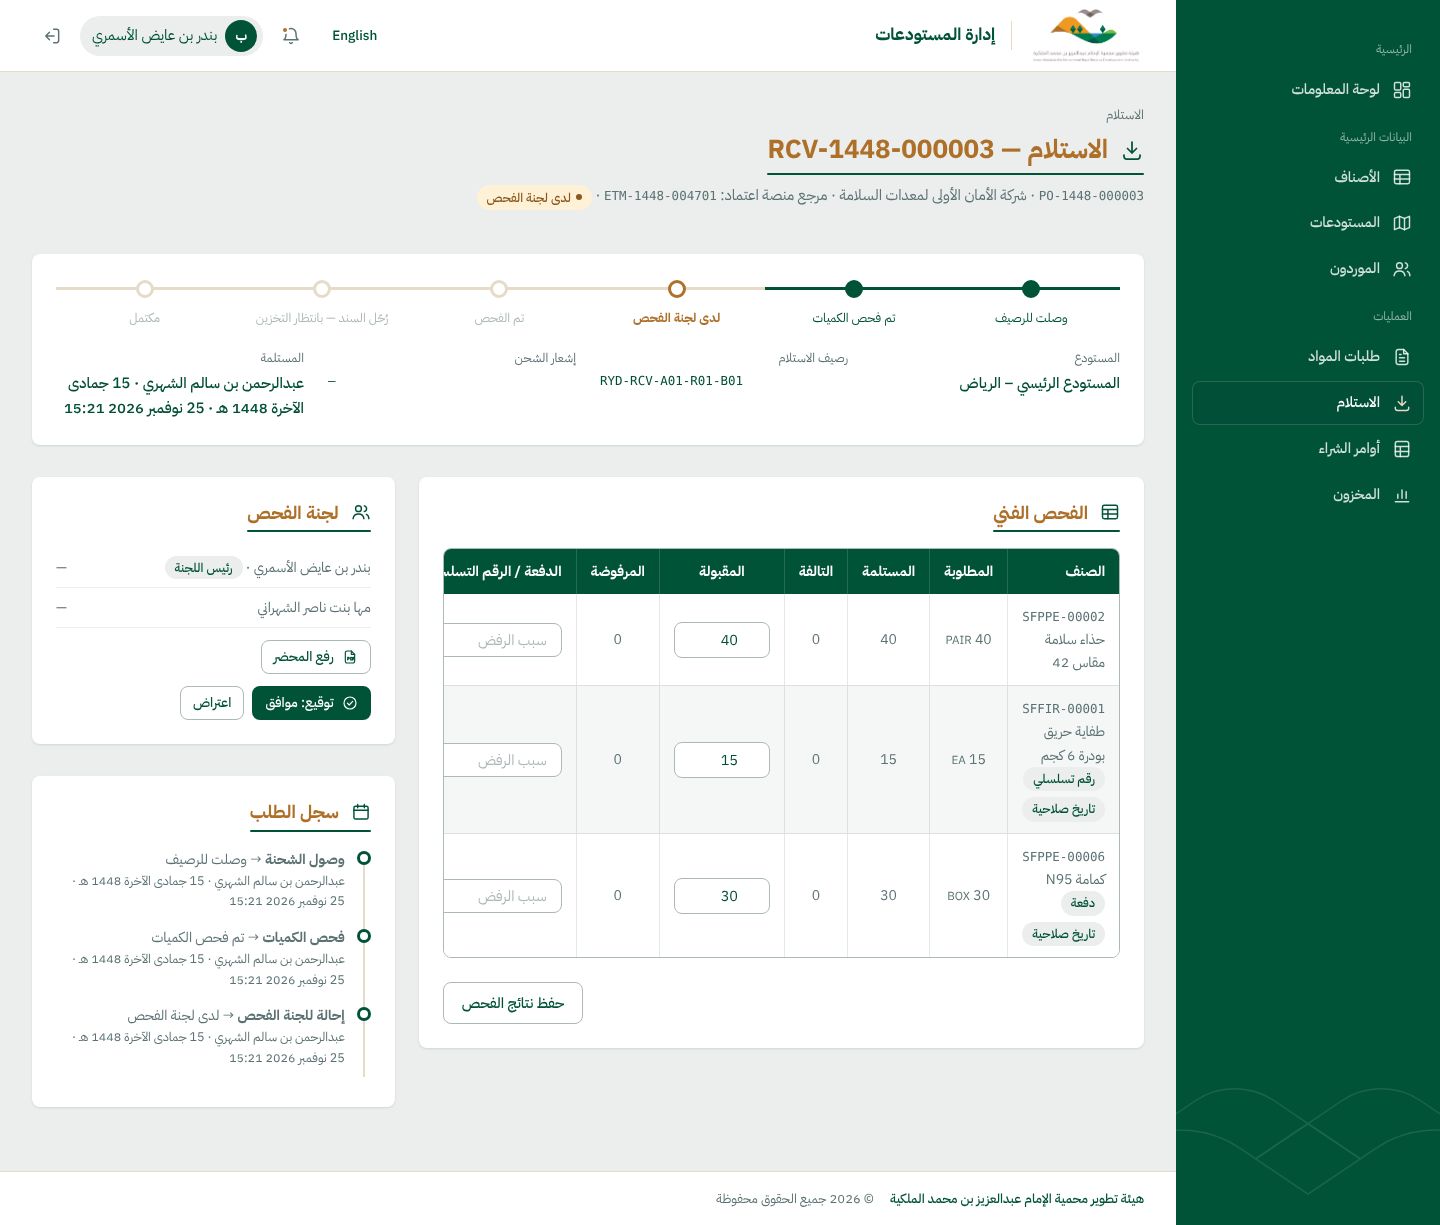 إدارة المستودعات
English
ب
بندر بن عايض الأسمري
الرئيسية
لوحة المعلومات
البيانات الرئيسية
الأصناف
المستودعات
الموردون
العمليات
طلبات المواد
الاستلام
أوامر الشراء
المخزون
الاستلام
الاستلام — RCV-1448-000003
PO-1448-000003 · شركة الأمان الأولى لمعدات السلامة · مرجع منصة اعتماد: ETM-1448-004701 · لدى لجنة الفحص
وصلت للرصيف
تم فحص الكميات
لدى لجنة الفحص
تم الفحص
رُحّل السند — بانتظار التخزين
مكتمل
المستودع
المستودع الرئيسي – الرياض
رصيف الاستلام
RYD-RCV-A01-R01-B01
إشعار الشحن
–
المستلمة
عبدالرحمن بن سالم الشهري · 15 جمادى
الآخرة 1448 هـ · 25 نوفمبر 2026 15:21
الفحص الفني
الصنف المطلوبة المستلمة التالفة المقبولة المرفوضة الدفعة / الرقم التسلس
SFPPE-00002
حذاء سلامة
مقاس 42
40 PAIR 40 0 40 0 سبب الرفض
SFFIR-00001
طفاية حريق
بودرة 6 كجم
رقم تسلسلي
تاريخ صلاحية
15 EA 15 0 15 0 سبب الرفض
SFPPE-00006
كمامة N95
دفعة
تاريخ صلاحية
30 BOX 30 0 30 0 سبب الرفض
حفظ نتائج الفحص
لجنة الفحص
بندر بن عايض الأسمري · رئيس اللجنة —
مها بنت ناصر الشهراني —
رفع المحضر
توقيع: موافق
اعتراض
سجل الطلب
وصول الشحنة → وصلت للرصيف
عبدالرحمن بن سالم الشهري · 15 جمادى الآخرة 1448 هـ ·
25 نوفمبر 2026 15:21
فحص الكميات → تم فحص الكميات
عبدالرحمن بن سالم الشهري · 15 جمادى الآخرة 1448 هـ ·
25 نوفمبر 2026 15:21
إحالة للجنة الفحص → لدى لجنة الفحص
عبدالرحمن بن سالم الشهري · 15 جمادى الآخرة 1448 هـ ·
25 نوفمبر 2026 15:21
هيئة تطوير محمية الإمام عبدالعزيز بن محمد الملكية © 2026 جميع الحقوق محفوظة